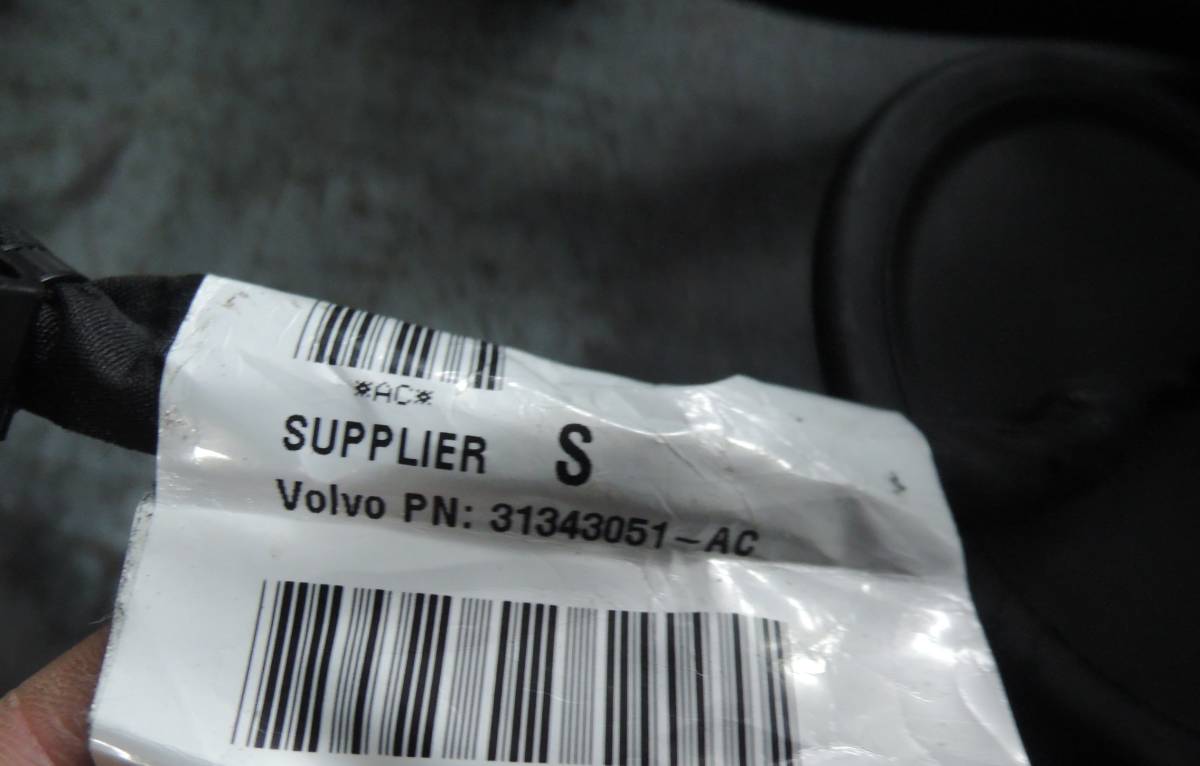 *AC*
SUPPLIER S
Volvo PN: 31343051-AC